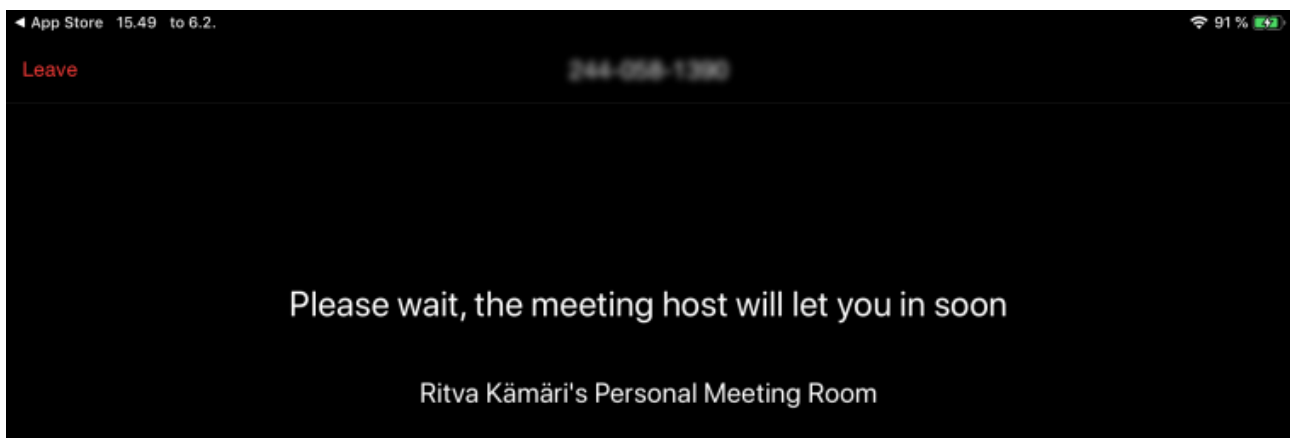 ◀ App Store 15.49 to 6.2. 91 %
Leave
Please wait, the meeting host will let you in soon
Ritva Kämäri's Personal Meeting Room